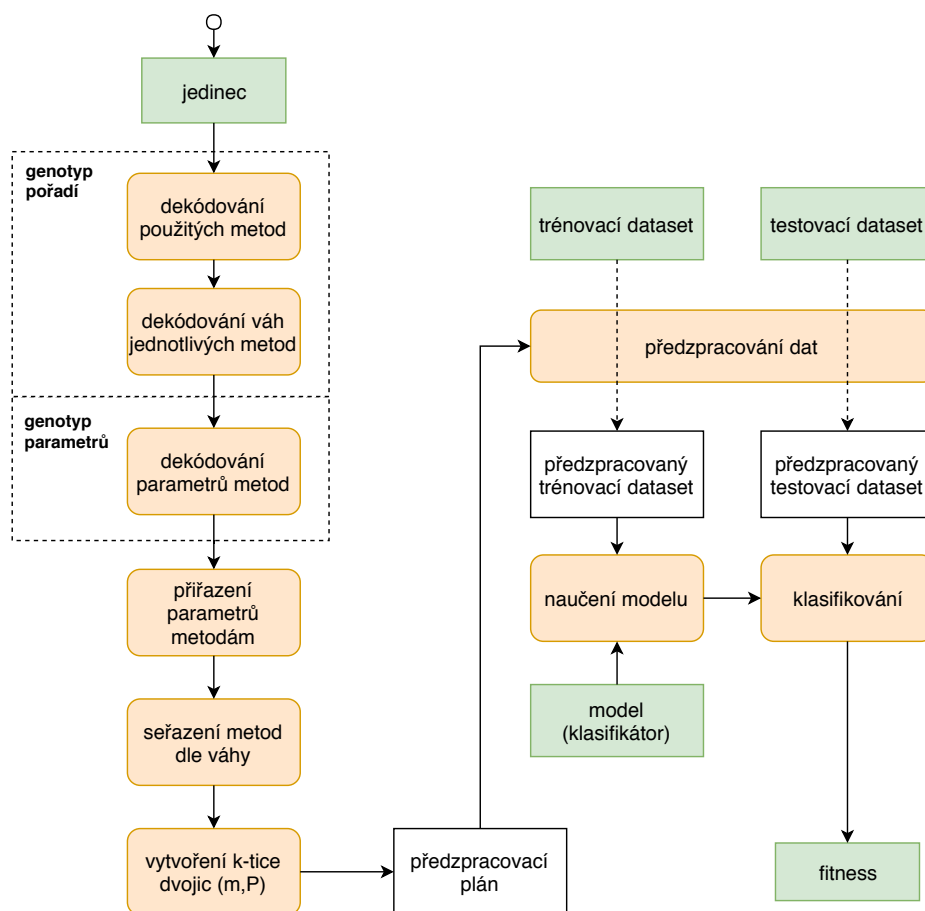 jedinec
genotyp
pořadí
dekódování
použitých metod
dekódování váh
jednotlivých metod
genotyp
parametrů
dekódování
parametrů metod
přiřazení
parametrů
metodám
seřazení metod
dle váhy
vytvoření k-tice
dvojic (m,P)
předzpracovací
plán
trénovací dataset
testovací dataset
předzpracování dat
předzpracovaný
trénovací dataset
předzpracovaný
testovací dataset
naučení modelu
klasifikování
model
(klasifikátor)
fitness